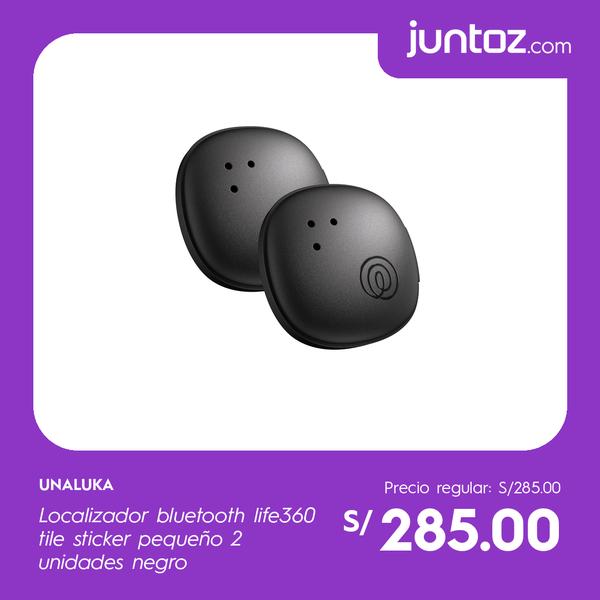 juntoz.com
UNALUKA
Localizador bluetooth life360
tile sticker pequeño 2
unidades negro
Precio regular: S/285.00
S/ 285.00